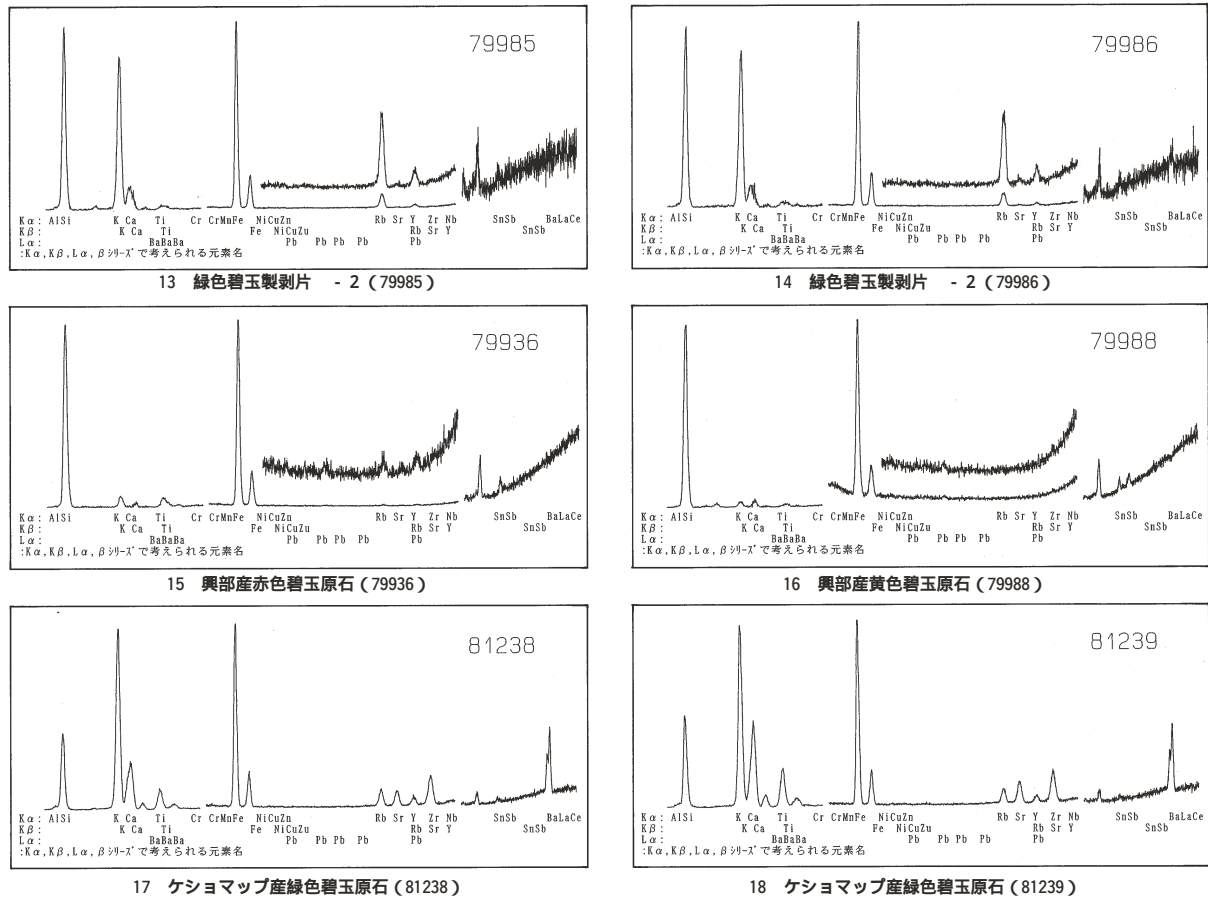 79985
Kα: AlSi K Ca Ti Cr CrMnFe NiCuZn Rb Sr Y Zr Nb SnSb BaLaCe
Kβ: K Ca Ti Fe NiCuZu Rb Sr Y SnSb
Lα: BaBaBa Pb Pb Pb Pb Pb
:Kα,Kβ,Lα,βシリーズで考えられる元素名
13 緑色碧玉製剥片 - 2(79985)
79986
Kα: AlSi K Ca Ti Cr CrMnFe NiCuZn Rb Sr Y Zr Nb SnSb BaLaCe
Kβ: K Ca Ti Fe NiCuZu Rb Sr Y SnSb
Lα: BaBaBa Pb Pb Pb Pb Pb
:Kα,Kβ,Lα,βシリーズで考えられる元素名
14 緑色碧玉製剥片 - 2(79986)
79936
Kα: AlSi K Ca Ti Cr CrMnFe NiCuZn Rb Sr Y Zr Nb SnSb BaLaCe
Kβ: K Ca Ti Fe NiCuZu Rb Sr Y SnSb
Lα: BaBaBa Pb Pb Pb Pb Pb
:Kα,Kβ,Lα,βシリーズで考えられる元素名
15 興部産赤色碧玉原石(79936)
79988
Kα: AlSi K Ca Ti Cr CrMnFe NiCuZn Rb Sr Y Zr Nb SnSb BaLaCe
Kβ: K Ca Ti Fe NiCuZu Rb Sr Y SnSb
Lα: BaBaBa Pb Pb Pb Pb Pb
:Kα,Kβ,Lα,βシリーズで考えられる元素名
16 興部産黄色碧玉原石(79988)
81238
Kα: AlSi K Ca Ti Cr CrMnFe NiCuZn Rb Sr Y Zr Nb SnSb BaLaCe
Kβ: K Ca Ti Fe NiCuZu Rb Sr Y SnSb
Lα: BaBaBa Pb Pb Pb Pb Pb
:Kα,Kβ,Lα,βシリーズで考えられる元素名
17 ケショマップ産緑色碧玉原石(81238)
81239
Kα: AlSi K Ca Ti Cr CrMnFe NiCuZn Rb Sr Y Zr Nb SnSb BaLaCe
Kβ: K Ca Ti Fe NiCuZu Rb Sr Y SnSb
Lα: BaBaBa Pb Pb Pb Pb Pb
:Kα,Kβ,Lα,βシリーズで考えられる元素名
18 ケショマップ産緑色碧玉原石(81239)